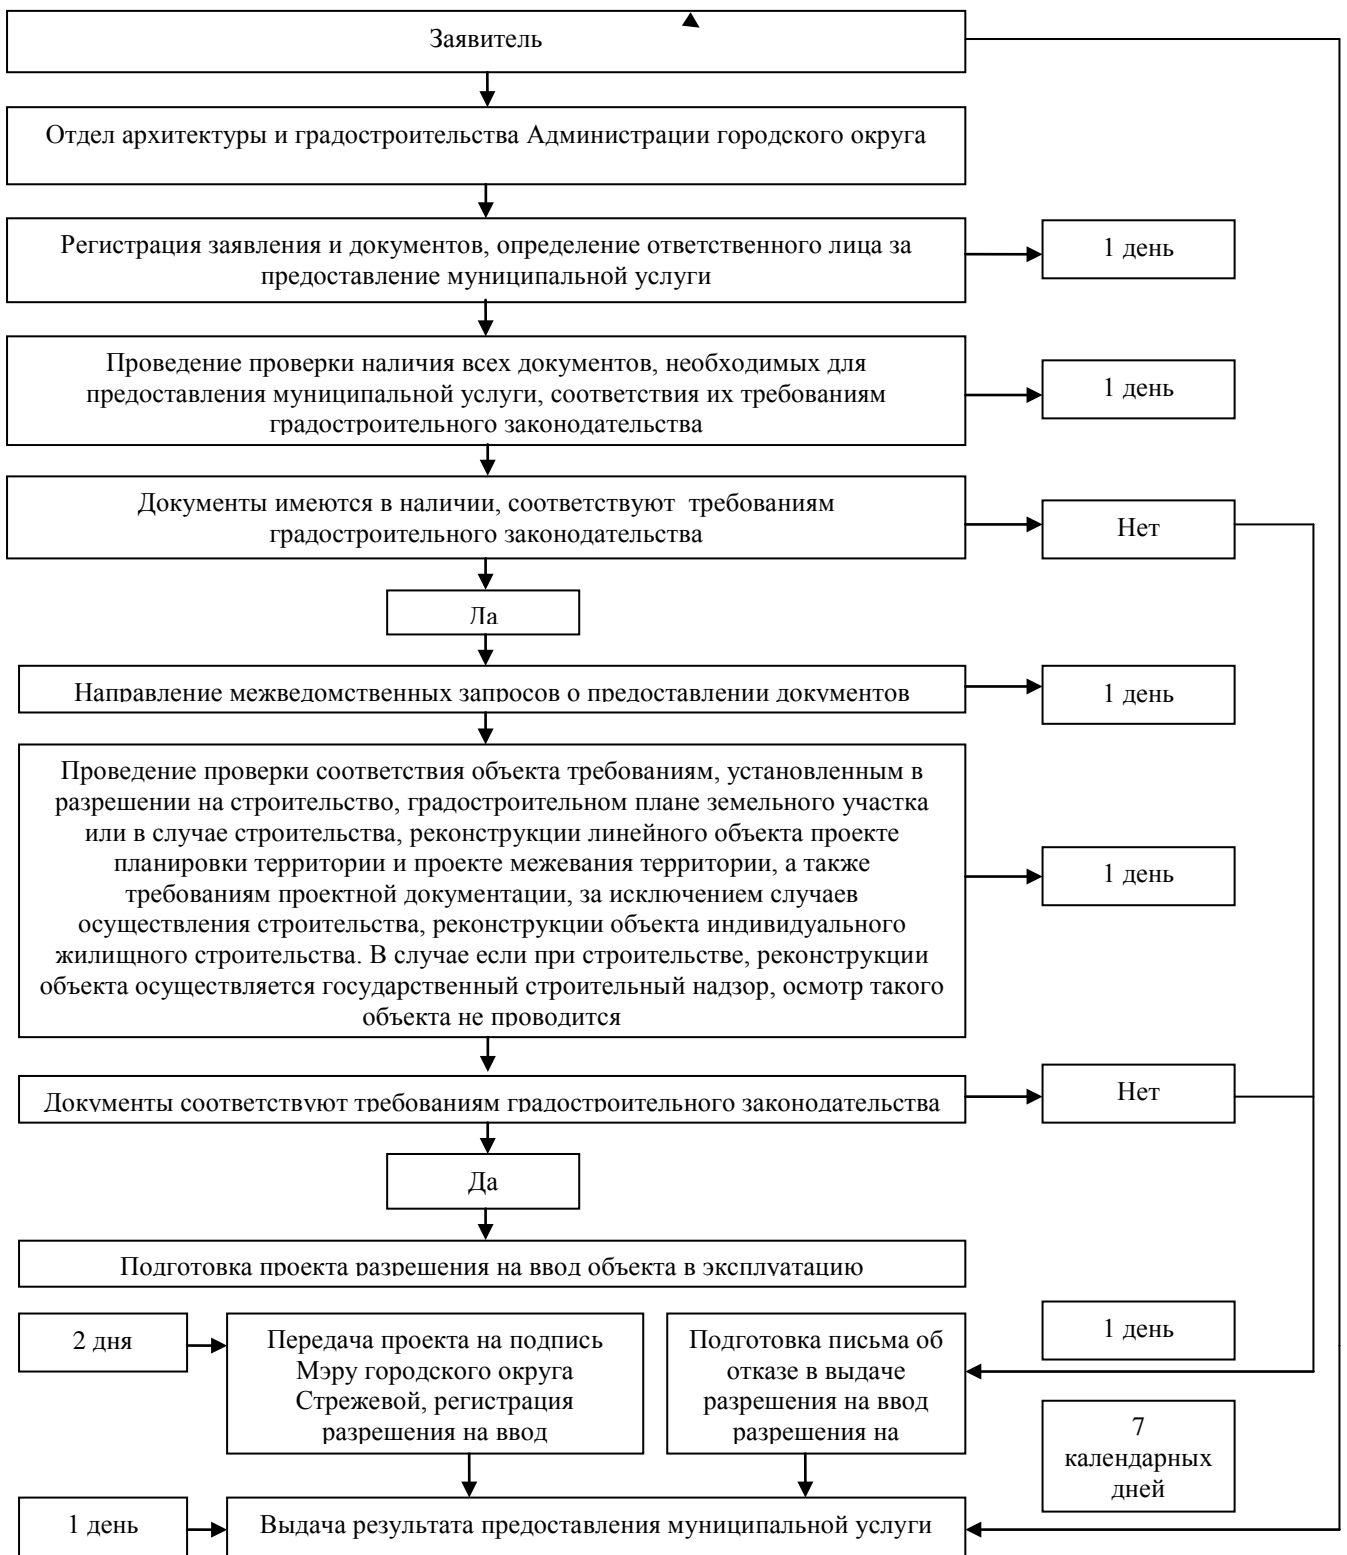 Заявитель
Отдел архитектуры и градостроительства Администрации городского округа
Регистрация заявления и документов, определение ответственного лица за
предоставление муниципальной услуги
1 день
Проведение проверки наличия всех документов, необходимых для
предоставления муниципальной услуги, соответствия их требованиям
градостроительного законодательства
1 день
Документы имеются в наличии, соответствуют требованиям
градостроительного законодательства
Нет
Да
Направление межведомственных запросов о предоставлении документов
1 день
Проведение проверки соответствия объекта требованиям, установленным в
разрешении на строительство, градостроительном плане земельного участка
или в случае строительства, реконструкции линейного объекта проекте
планировки территории и проекте межевания территории, а также
требованиям проектной документации, за исключением случаев
осуществления строительства, реконструкции объекта индивидуального
жилищного строительства. В случае если при строительстве, реконструкции
объекта осуществляется государственный строительный надзор, осмотр такого
объекта не проводится
1 день
Документы соответствуют требованиям градостроительного законодательства
Нет
Да
Подготовка проекта разрешения на ввод объекта в эксплуатацию
2 дня
Передача проекта на подпись
Мэру городского округа
Стрежевой, регистрация
разрешения на ввод
Подготовка письма об
отказе в выдаче
разрешения на ввод
разрешения на
1 день
7
календарных
дней
1 день
Выдача результата предоставления муниципальной услуги